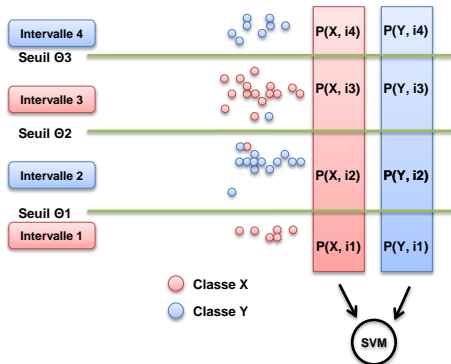 Intervalle 4 P(X, i4) P(Y, i4)
Seuil Θ3
Intervalle 3 P(X, i3) P(Y, i3)
Seuil Θ2
Intervalle 2 P(X, i2) P(Y, i2)
Seuil Θ1
Intervalle 1 P(X, i1) P(Y, i1)
Classe X
Classe Y
SVM